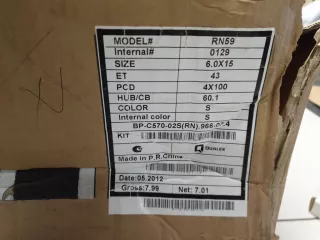 MODEL# RN59
Internal# 0129
SIZE 6.0X15
ET 43
PCD 4X100
HUB/CB 60.1
COLOR S
Internal color S
BP-C570-02S(RN),966-
KIT
Made in P.R.China
Date:05.2012
Gross:7.99 Net: 7.01